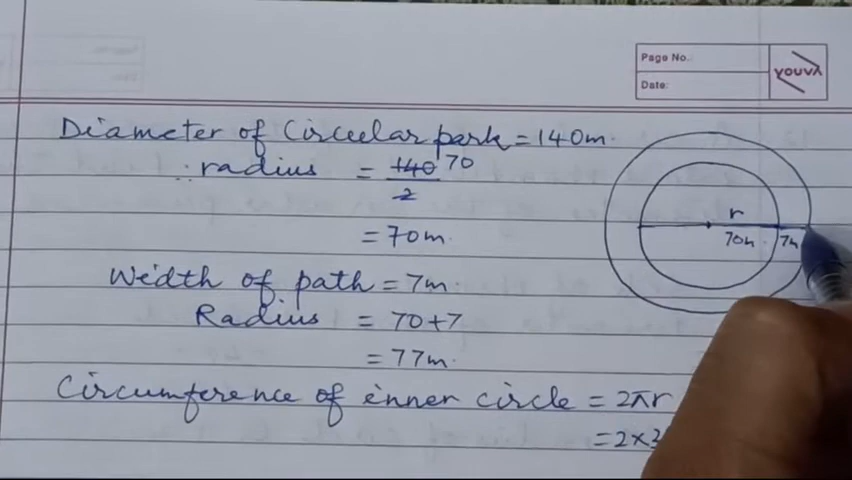 Page No.:
Date:
youvA
Diameter of Circular park = 140m.
∴ radius = 140/2 70
= 70m.
Width of path = 7m.
Radius = 70+7
= 77m.
Circumference of inner circle = 2πr
= 2×
r
70m. 7m